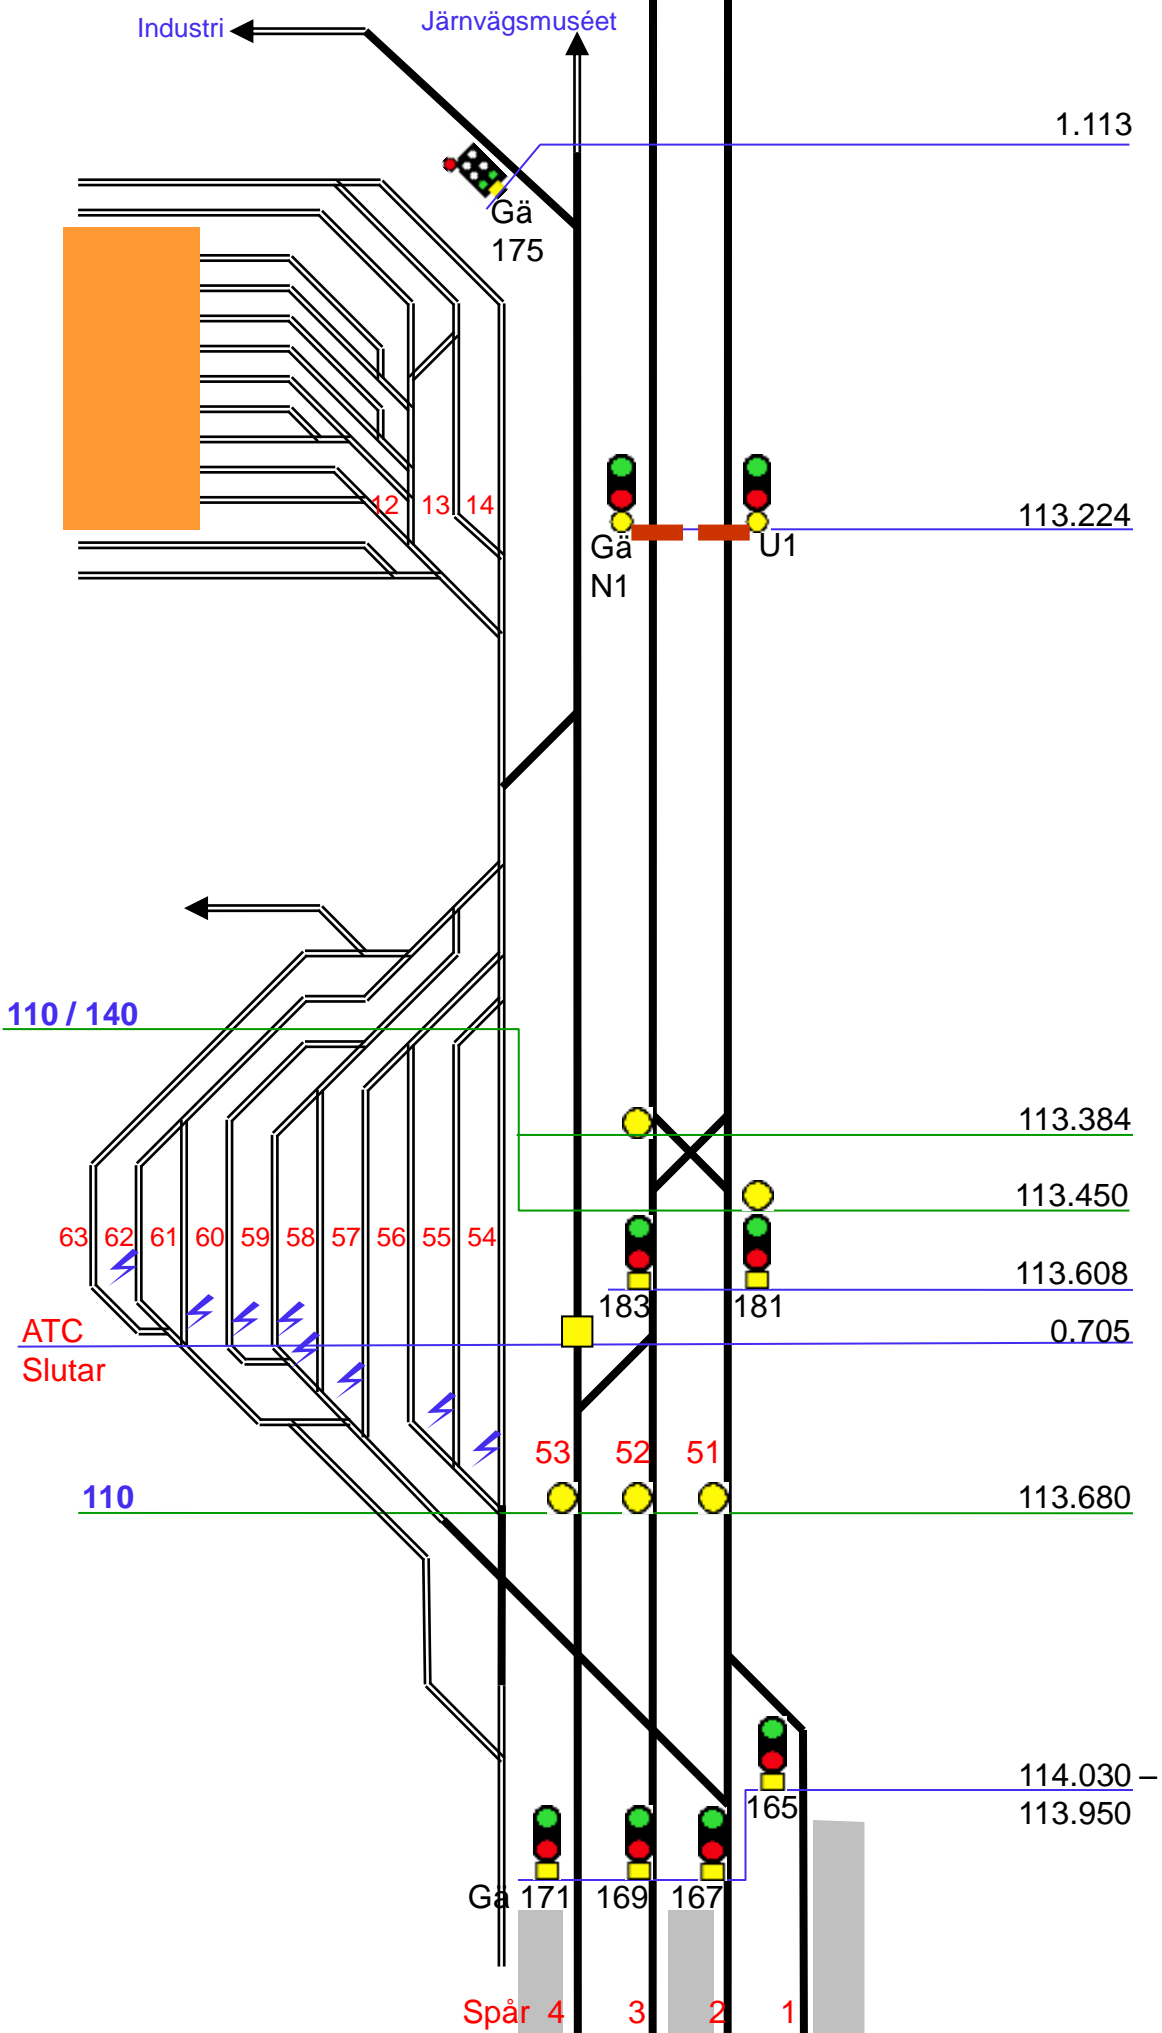 Industri
Järnvägsmuséet
1.113
Gä
175
12 13 14
113.224
Gä
N1
U1
110 / 140
113.384
113.450
63 62 61 60 59 58 57 56 55 54
113.608
183
181
ATC
Slutar
0.705
53 52 51
110
113.680
114.030 –
113.950
165
Gä 171 169 167
Spår 4 3 2 1